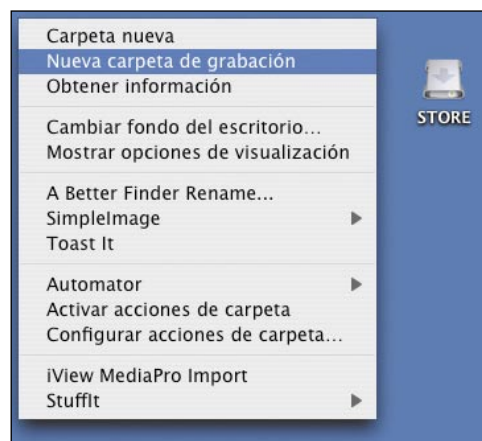 Carpeta nueva
Nueva carpeta de grabación
Obtener información
Cambiar fondo del escritorio...
Mostrar opciones de visualización
A Better Finder Rename...
SimpleImage
Toast It
Automator
Activar acciones de carpeta
Configurar acciones de carpeta...
iView MediaPro Import
StuffIt
STORE